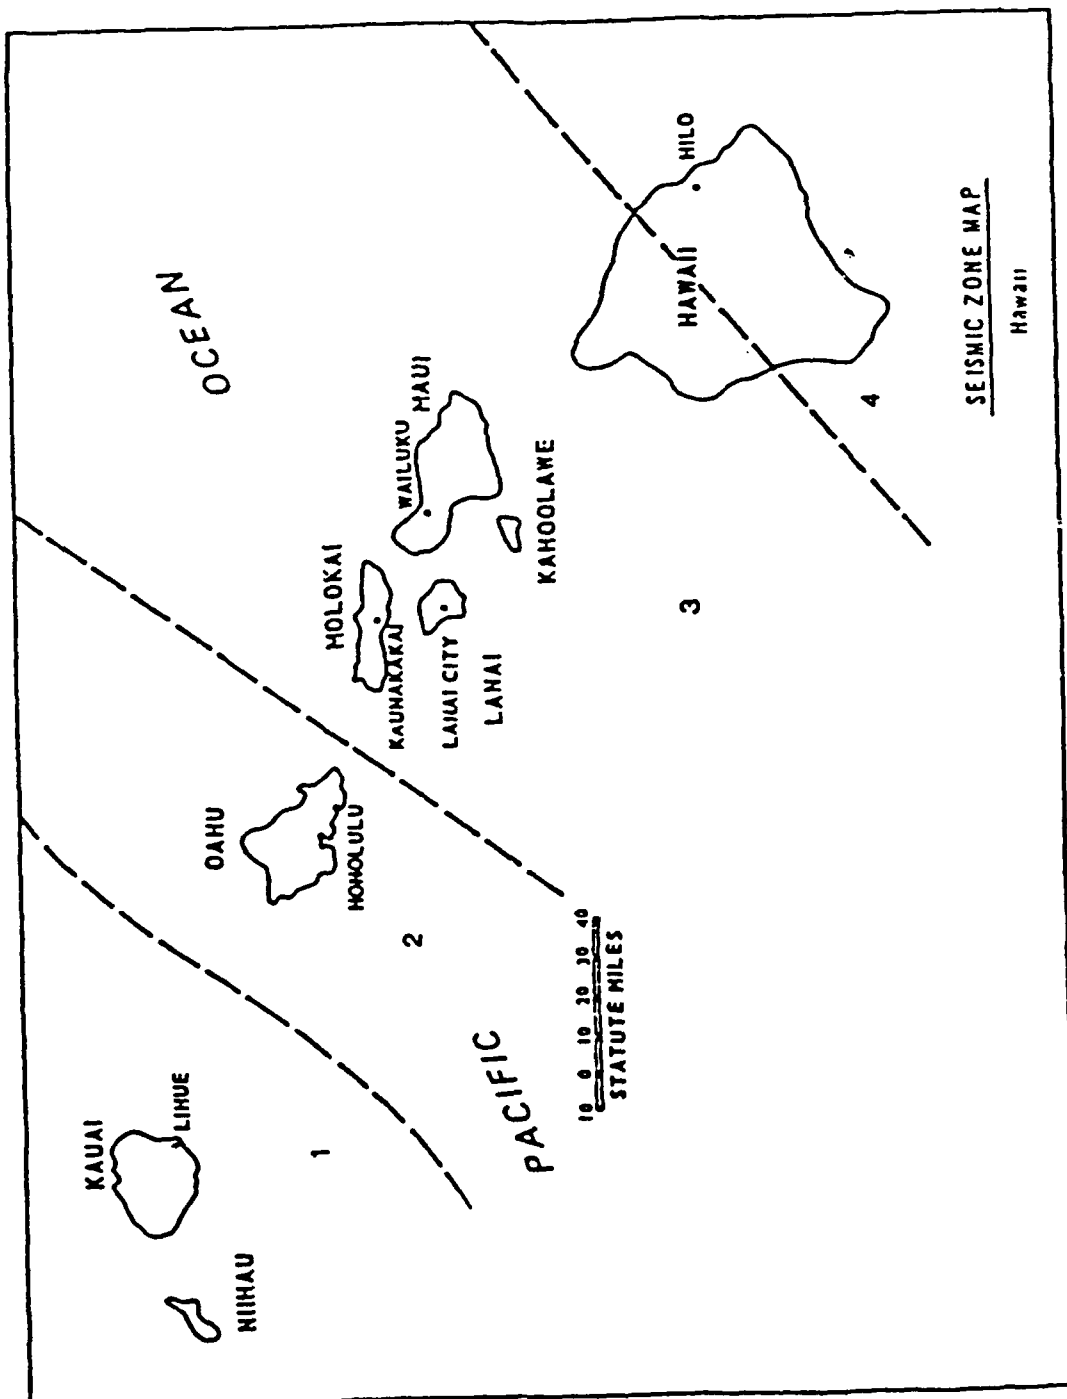 KAUAI
LIHUE
NIIHAU
1
OAHU
HONOLULU
2
PACIFIC
OCEAN
MOLOKAI
KAUNAKAKAI
LANAI CITY
LANAI
WAILUKU
MAUI
KAHOOLAWE
3
HAWAII
HILO
4
10 0 10 20 30 40
STATUTE MILES
SEISMIC ZONE MAP
Hawaii